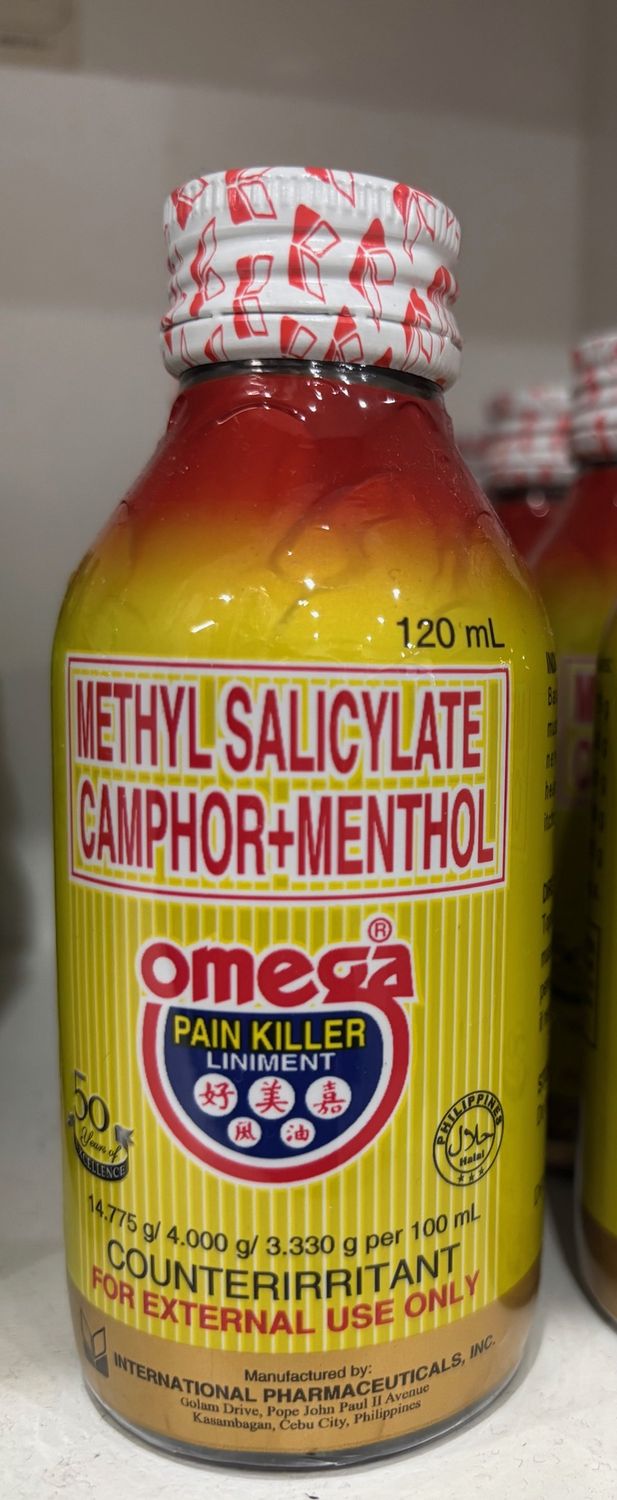 120 mL
METHYL SALICYLATE
CAMPHOR+MENTHOL
omega®
PAIN KILLER
LINIMENT
好 美 嘉
風 油
50
Years of
EXCELLENCE
PHILIPPINES
حلال
Halal
14.775 g/ 4.000 g/ 3.330 g per 100 mL
COUNTERIRRITANT
FOR EXTERNAL USE ONLY
Manufactured by:
INTERNATIONAL PHARMACEUTICALS, INC.
Golam Drive, Pope John Paul II Avenue
Kasambagan, Cebu City, Philippines